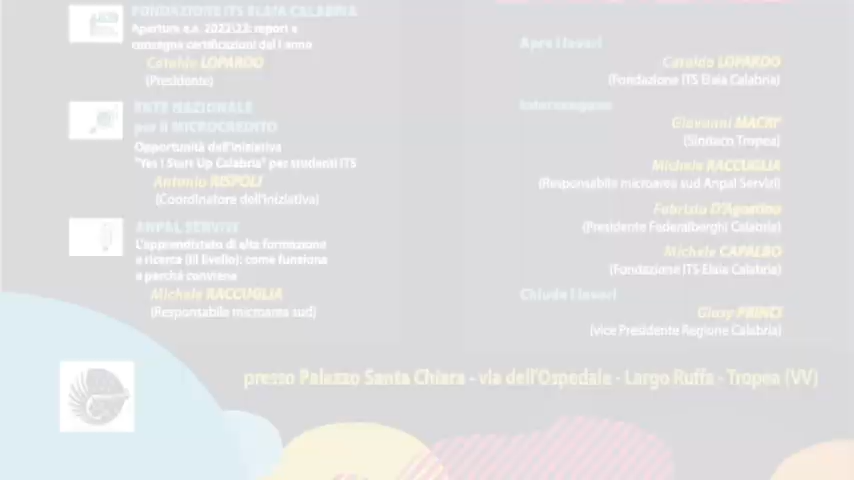 FONDAZIONE ITS ELAIA CALABRIA
Apertura a.a. 2022\23: report e
consegna certificazioni del I anno
Cataldo LOPARDO
(Presidente)
ENTE NAZIONALE
per il MICROCREDITO
Opportunità dell'iniziativa
"Yes I Start Up Calabria" per studenti ITS
Antonio RISPOLI
(Coordinatore dell'iniziativa)
ANPAL SERVIZI
L'apprendistato di alta formazione
e ricerca (III livello): come funziona
e perché conviene
Michele RACCUGLIA
(Responsabile microarea sud)
Apre i lavori
Cataldo LOPARDO
(Fondazione ITS Elaia Calabria)
Intervengono
Giovanni MACRI'
(Sindaco Tropea)
Michele RACCUGLIA
(Responsabile microarea sud Anpal Servizi)
Fabrizio D'Agostino
(Presidente Federalberghi Calabria)
Michele CAPALBO
(Fondazione ITS Elaia Calabria)
Chiude i lavori
Giusy PRINCI
(vice Presidente Regione Calabria)
presso Palazzo Santa Chiara - via dell'Ospedale - Largo Ruffa - Tropea (VV)